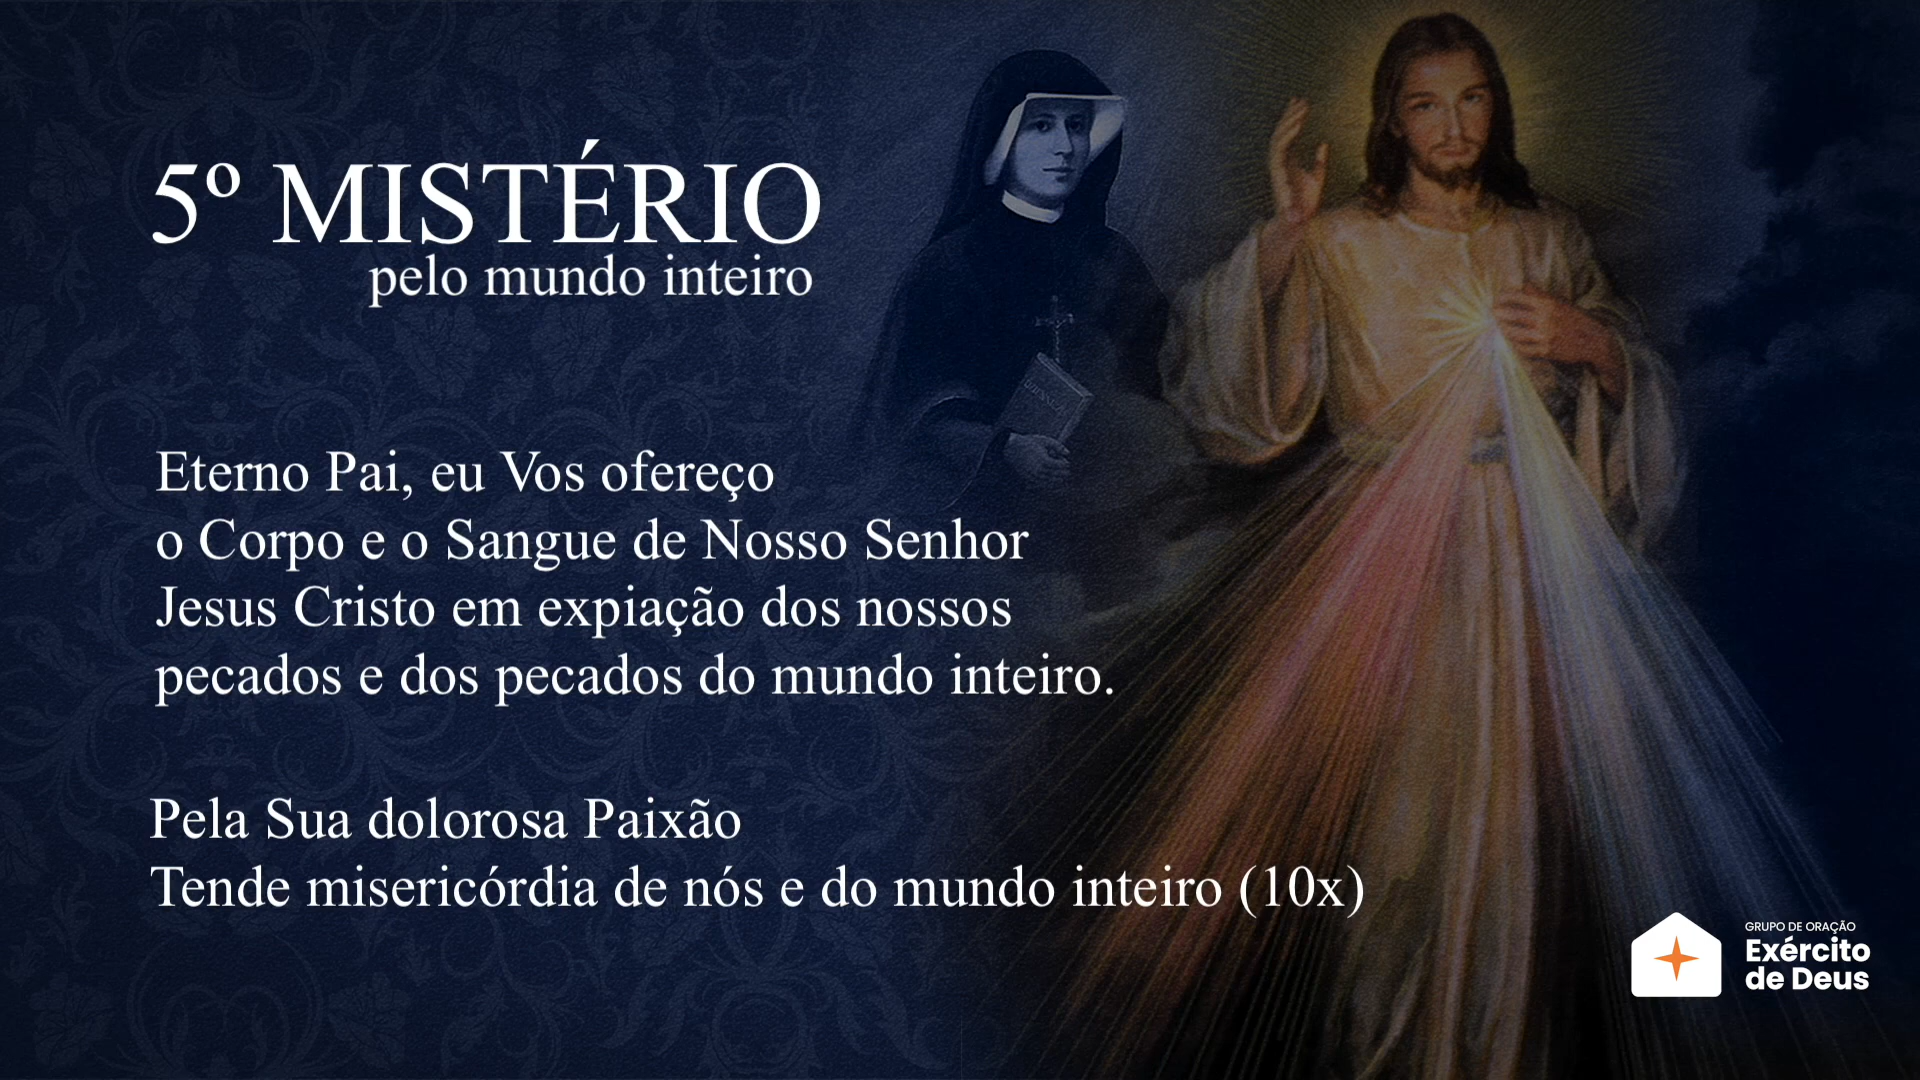 5º MISTÉRIO
pelo mundo inteiro
Eterno Pai, eu Vos ofereço
o Corpo e o Sangue de Nosso Senhor
Jesus Cristo em expiação dos nossos
pecados e dos pecados do mundo inteiro.
Pela Sua dolorosa Paixão
Tende misericórdia de nós e do mundo inteiro (10x)
GRUPO DE ORAÇÃO
Exército
de Deus